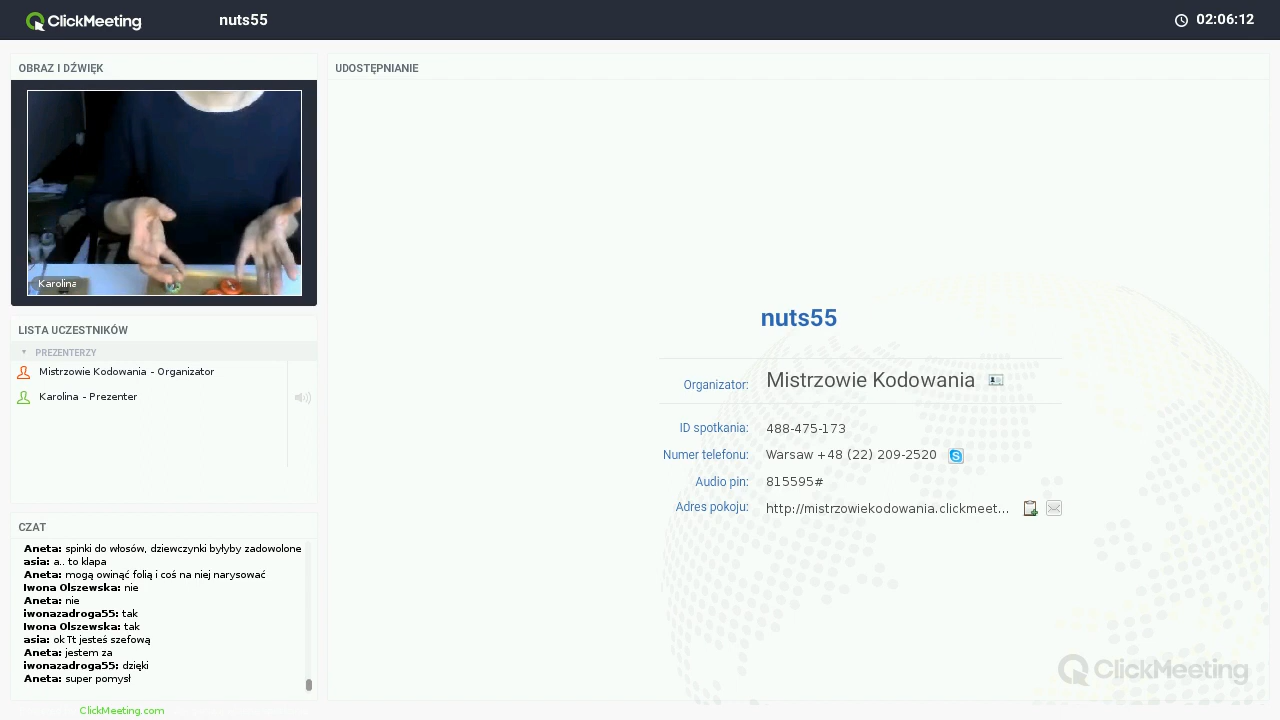 ClickMeeting
nuts55
02:06:12
OBRAZ I DŹWIĘK
Karolina
LISTA UCZESTNIKÓW
PREZENTERZY
Mistrzowie Kodowania - Organizator
Karolina - Prezenter
CZAT
Aneta: spinki do włosów, dziewczynki byłyby zadowolone
asia: a.. to klapa
Aneta: mogą owinąć folią i coś na niej narysować
Iwona Olszewska: nie
Aneta: nie
iwonazadroga55: tak
Iwona Olszewska: tak
asia: ok Tt jesteś szefową
Aneta: jestem za
iwonazadroga55: dzięki
Aneta: super pomysł
ClickMeeting.com
UDOSTĘPNIANIE
nuts55
Organizator: Mistrzowie Kodowania
ID spotkania: 488-475-173
Numer telefonu: Warsaw +48 (22) 209-2520
Audio pin: 815595#
Adres pokoju: http://mistrzowiekodowania.clickmeet...
ClickMeeting